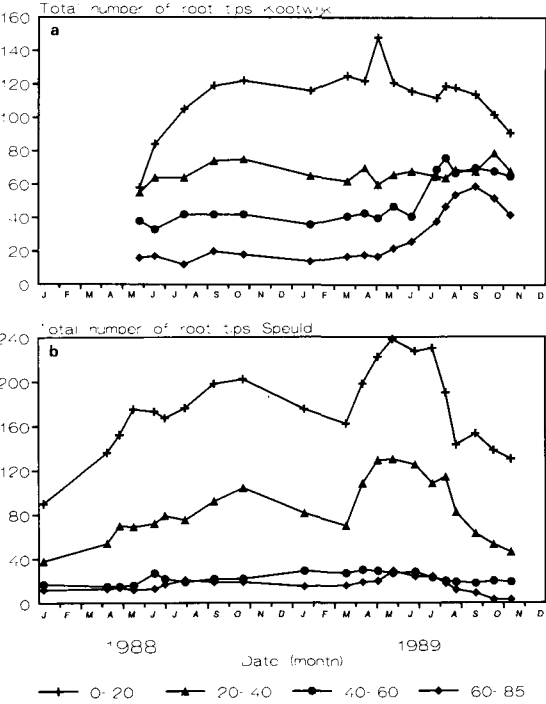 Total number of root tips Kootwijk
160
a
140
120
100
80
60
40
20
0
J F M A M J J A S O N D J F M A M J J A S O N D
Total number of root tips Speuld
240
b
200
160
120
80
40
0
J F M A M J J A S O N D J F M A M J J A S O N D
1988 1989
Date (month)
0-20 20-40 40-60 60-85